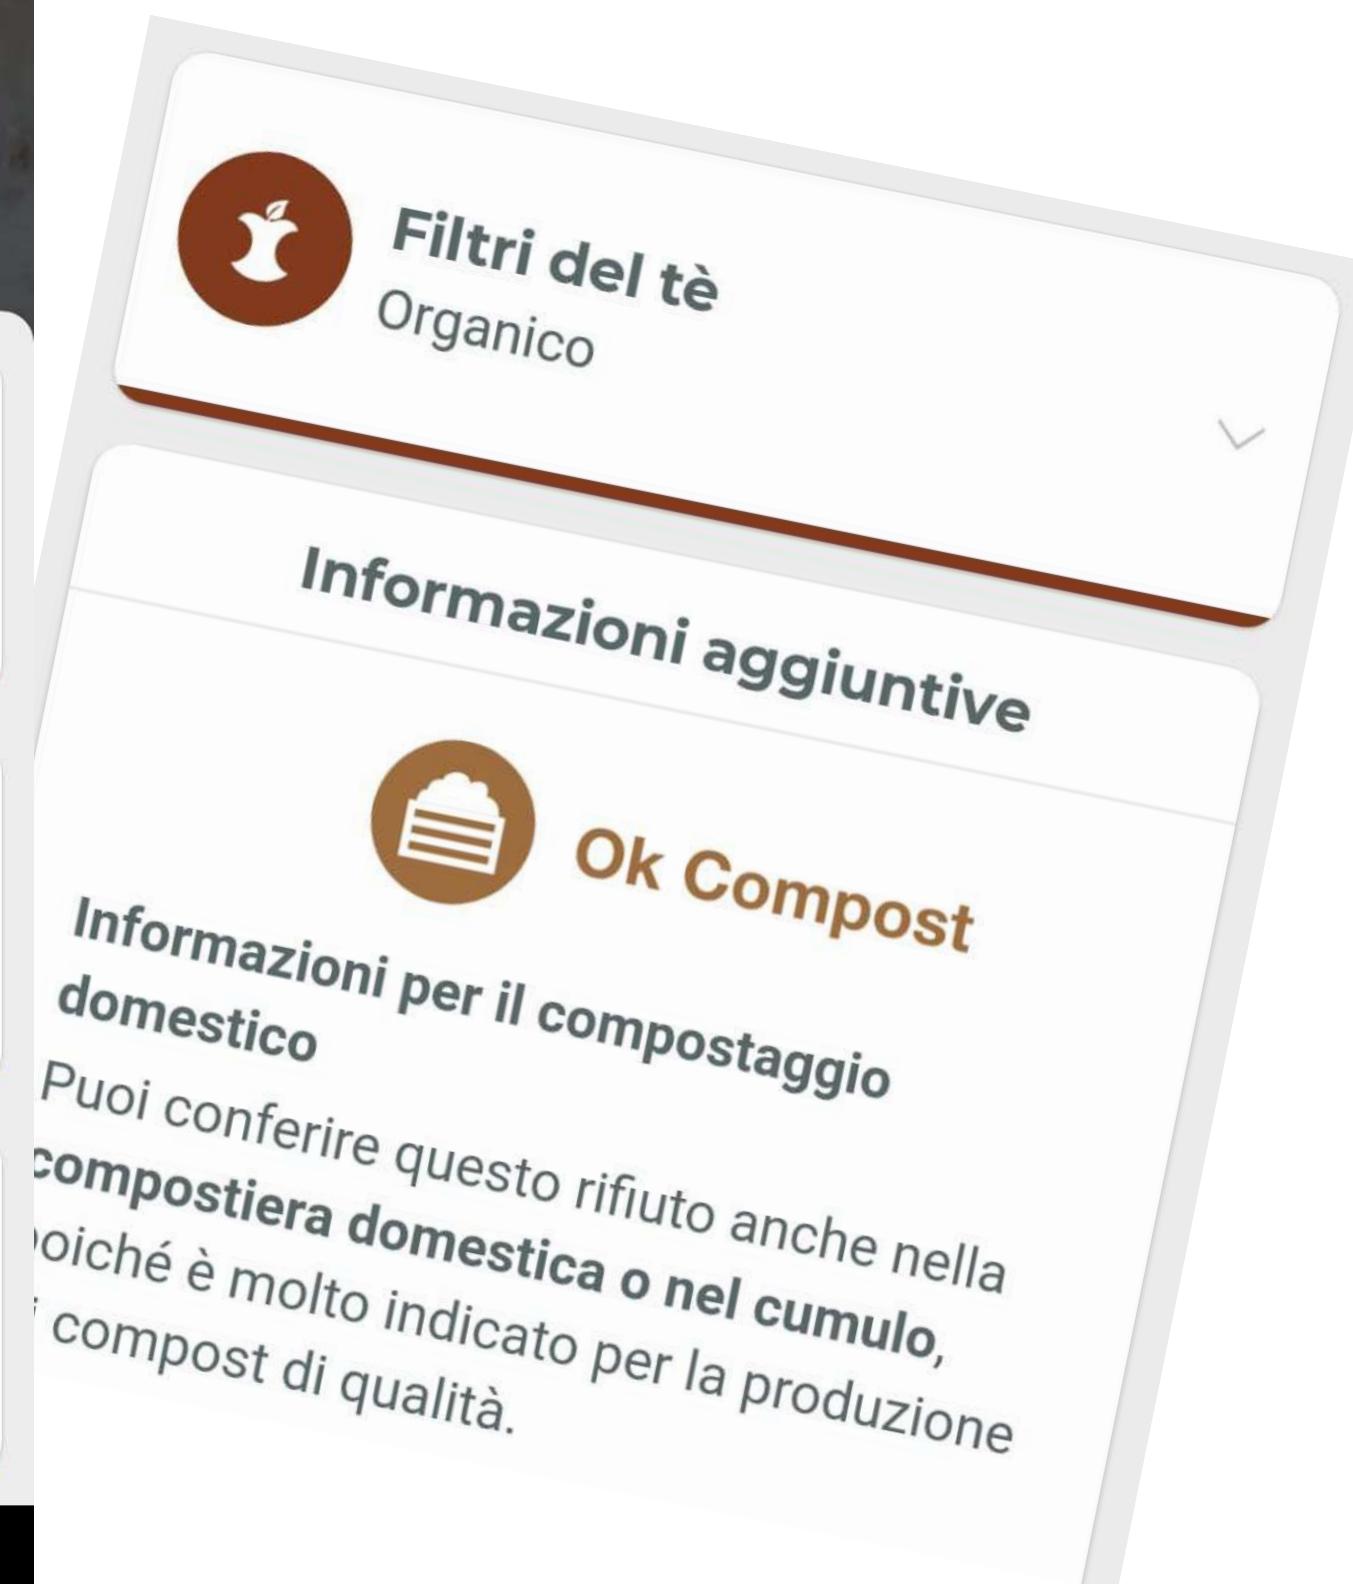 Filtri del tè
Organico
Informazioni aggiuntive
Ok Compost
Informazioni per il compostaggio
domestico
Puoi conferire questo rifiuto anche nella
compostiera domestica o nel cumulo,
poiché è molto indicato per la produzione
compost di qualità.